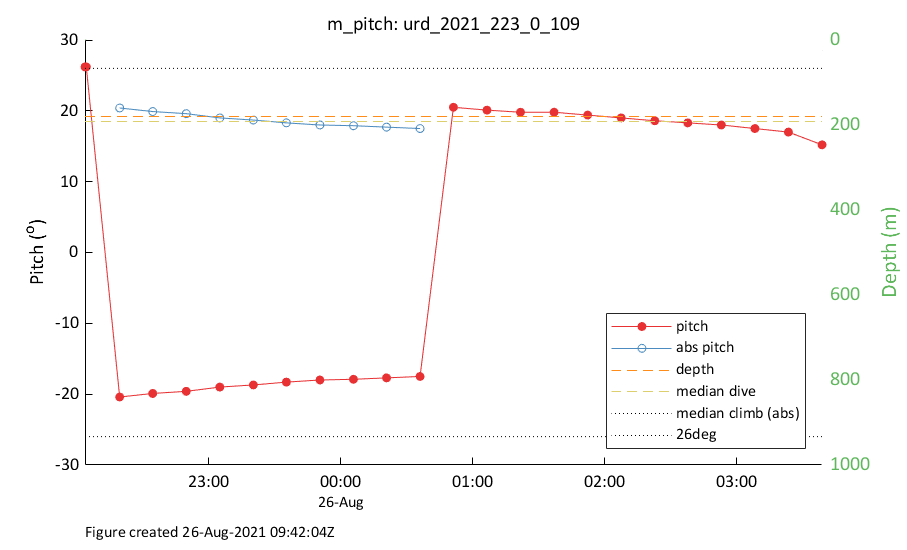 m_pitch: urd_2021_223_0_109
30
20
10
0
-10
-20
-30
Pitch (o)
0
200
400
600
800
1000
Depth (m)
pitch
abs pitch
depth
median dive
median climb (abs)
26deg
23:00
00:00
01:00
02:00
03:00
26-Aug
Figure created 26-Aug-2021 09:42:04Z